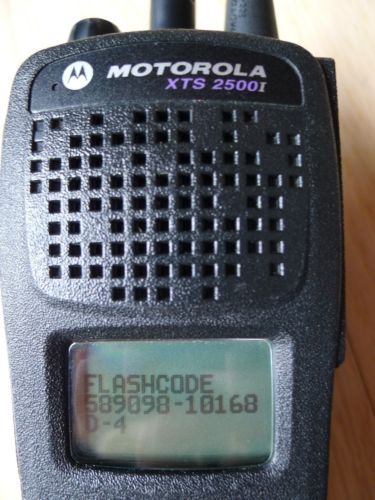 MOTOROLA
XTS 2500I
FLASHCODE
589098-10168
D-4